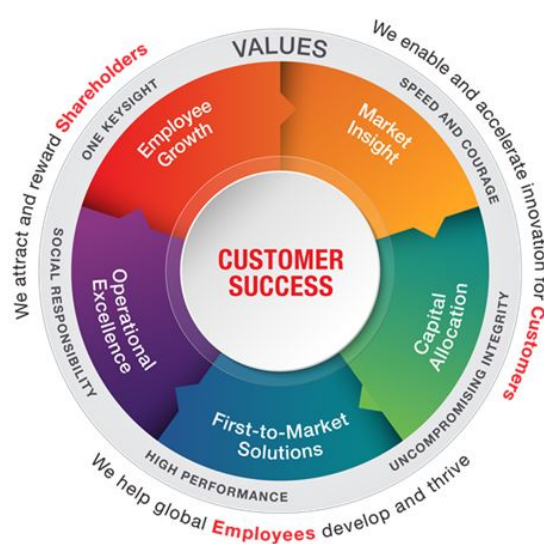 VALUES
ONE KEYSIGHT
SPEED AND COURAGE
UNCOMPROMISING INTEGRITY
HIGH PERFORMANCE
SOCIAL RESPONSIBILITY
Employee
Growth
Market
Insight
Capital
Allocation
First-to-Market
Solutions
Operational
Excellence
CUSTOMER
SUCCESS
We attract and reward Shareholders
We enable and accelerate innovation for Customers
We help global Employees develop and thrive